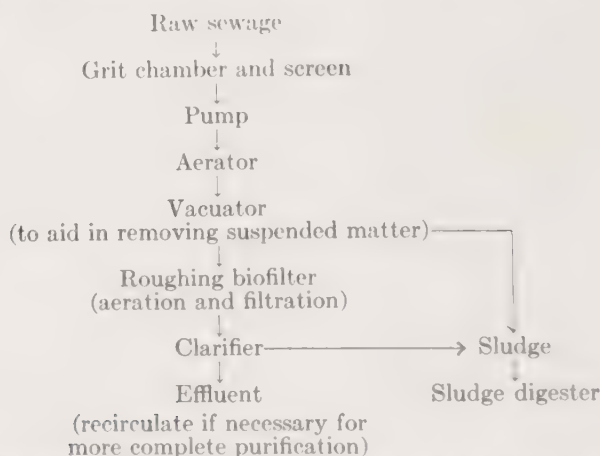 Raw sewage
Grit chamber and screen
Pump
Aerator
Vacuator
(to aid in removing suspended matter)
Roughing biofilter
(aeration and filtration)
Clarifier
Sludge
Effluent
Sludge digester
(recirculate if necessary for
more complete purification)